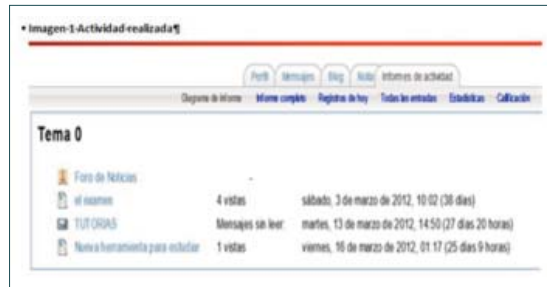 • Imagen·1·Actividad·realizada¶
Perfil Mensajes Blog Notas Informes de actividad
Diagrama de informe Informe completo Registros de hoy Todas las entradas Estadísticas Calificación
Tema 0
Foro de Noticias -
el examen 4 vistas sábado, 3 de marzo de 2012, 10:02 (38 días)
TUTORIAS Mensajes sin leer: martes, 13 de marzo de 2012, 14:50 (27 días 20 horas)
Nueva herramienta para estudiar 1 vistas viernes, 16 de marzo de 2012, 01:17 (25 días 9 horas)